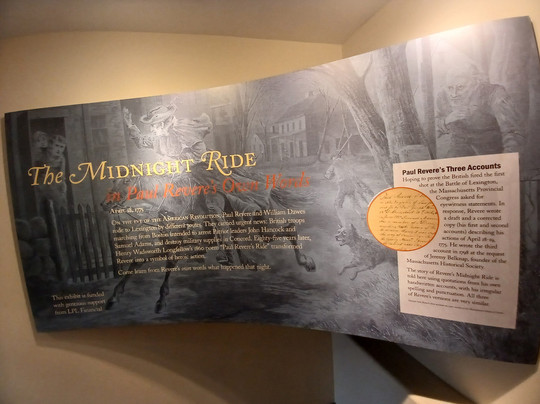 The Midnight Ride
in Paul Revere's Own Words
April 18, 1775
On the eve of the American Revolution, Paul Revere and William Dawes
rode to Lexington by different routes. They carried urgent news: British troops
marching from Boston intended to arrest Patriot leaders John Hancock and
Samuel Adams, and destroy military supplies in Concord. Eighty-five years later,
Henry Wadsworth Longfellow's 1860 poem "Paul Revere's Ride" transformed
Revere into a symbol of heroic action.
Come learn from Revere's own words what happened that night.
This exhibit is funded
with generous support
from LPL Financial
Paul Revere's Three Accounts
Hoping to prove the British fired the first
shot at the Battle of Lexington,
the Massachusetts Provincial
Congress asked for
eyewitness statements. In
response, Revere wrote
a draft and a corrected
copy (his first and second
accounts) describing his
actions of April 18-19,
1775. He wrote the third
account in 1798 at the request
of Jeremy Belknap, founder of the
Massachusetts Historical Society.
The story of Revere's Midnight Ride is
told here using quotations from his own
handwritten accounts, with his irregular
spelling and punctuation. All three
of Revere's versions are very similar.